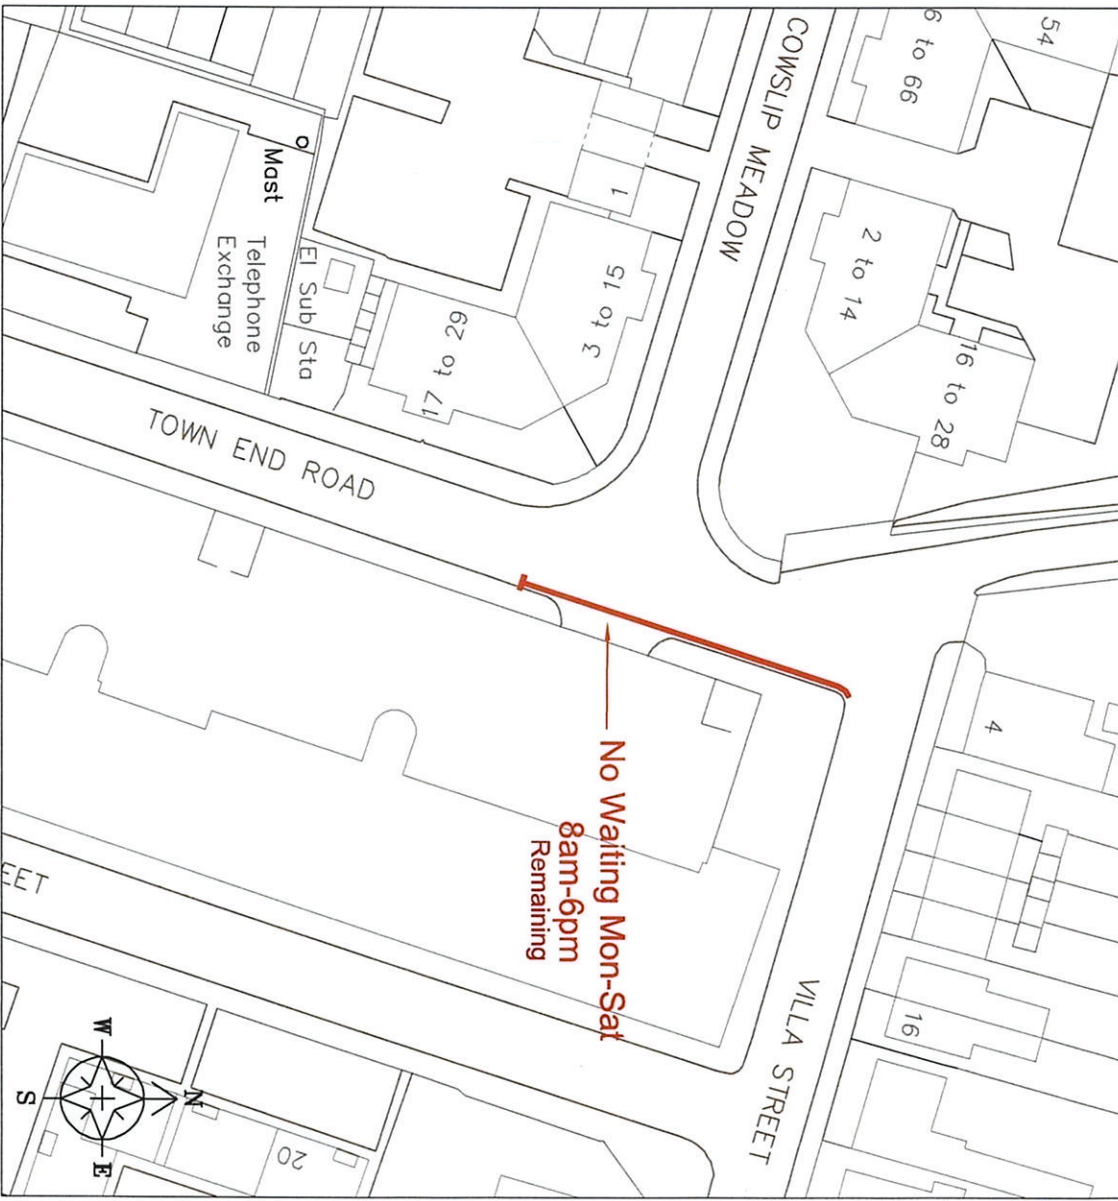 54
6 to 66
COWSLIP MEADOW
1
2 to 14
3 to 15
16 to 28
17 to 29
Mast
Telephone
Exchange
El Sub Sta
TOWN END ROAD
4
16
No Waiting Mon-Sat
8am-6pm
Remaining
VILLA STREET
EET
20
N
W
E
S